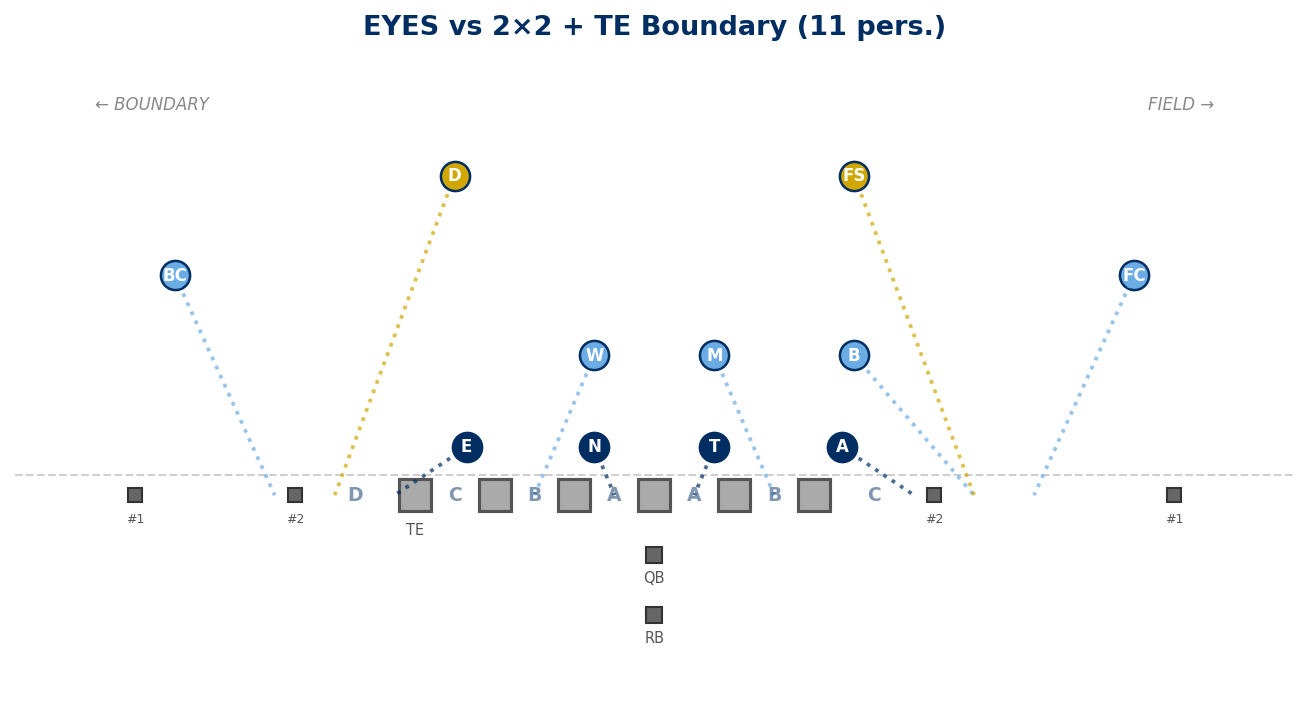 EYES vs 2×2 + TE Boundary (11 pers.)
← BOUNDARY
FIELD →
D
FS
BC
FC
W
M
B
E
N
T
A
D
C
B
A
A
B
C
#1
#2
TE
#2
#1
QB
RB